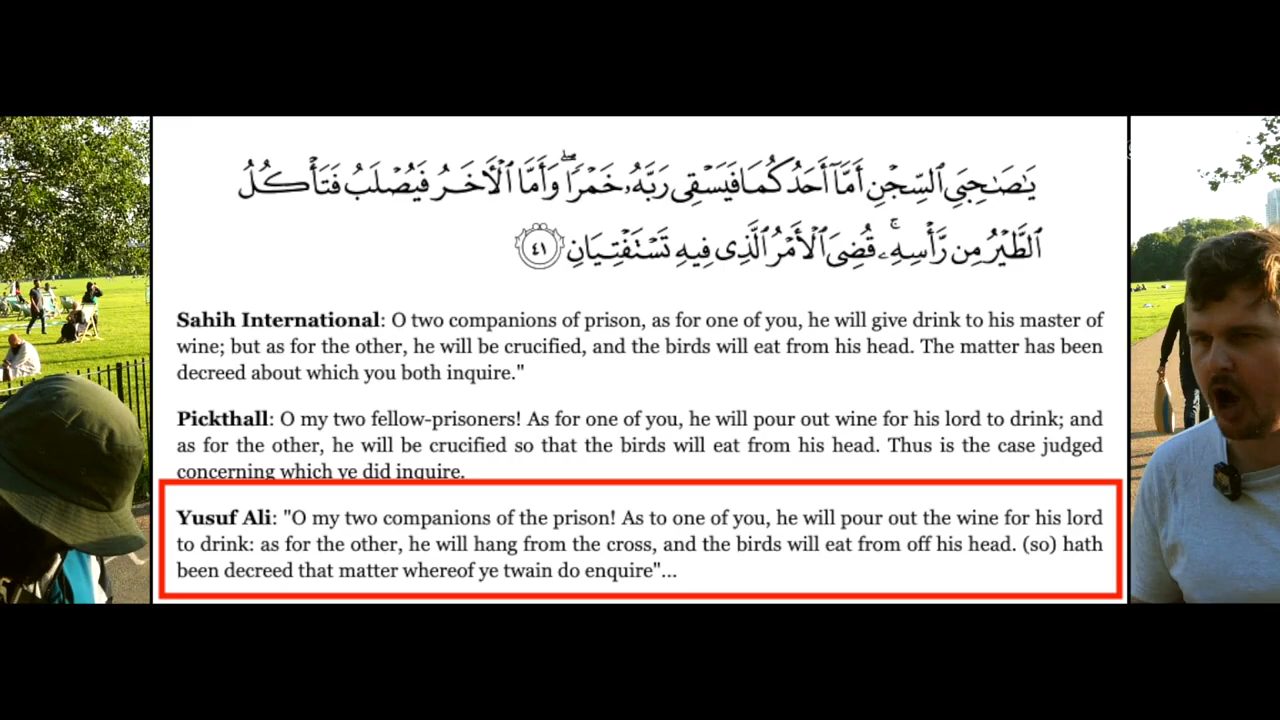 يَـٰصَـٰحِبَىِ ٱلسِّجْنِ أَمَّآ أَحَدُكُمَا فَيَسْقِى رَبَّهُۥ خَمْرًا ۖ وَأَمَّا ٱلْـَٔاخَرُ فَيُصْلَبُ فَتَأْكُلُ
ٱلطَّيْرُ مِن رَّأْسِهِۦ ۚ قُضِىَ ٱلْأَمْرُ ٱلَّذِى فِيهِ تَسْتَفْتِيَانِ ٤١
Sahih International: O two companions of prison, as for one of you, he will give drink to his master of
wine; but as for the other, he will be crucified, and the birds will eat from his head. The matter has been
decreed about which you both inquire."
Pickthall: O my two fellow-prisoners! As for one of you, he will pour out wine for his lord to drink; and
as for the other, he will be crucified so that the birds will eat from his head. Thus is the case judged
concerning which ye did inquire.
Yusuf Ali: "O my two companions of the prison! As to one of you, he will pour out the wine for his lord
to drink: as for the other, he will hang from the cross, and the birds will eat from off his head. (so) hath
been decreed that matter whereof ye twain do enquire"...